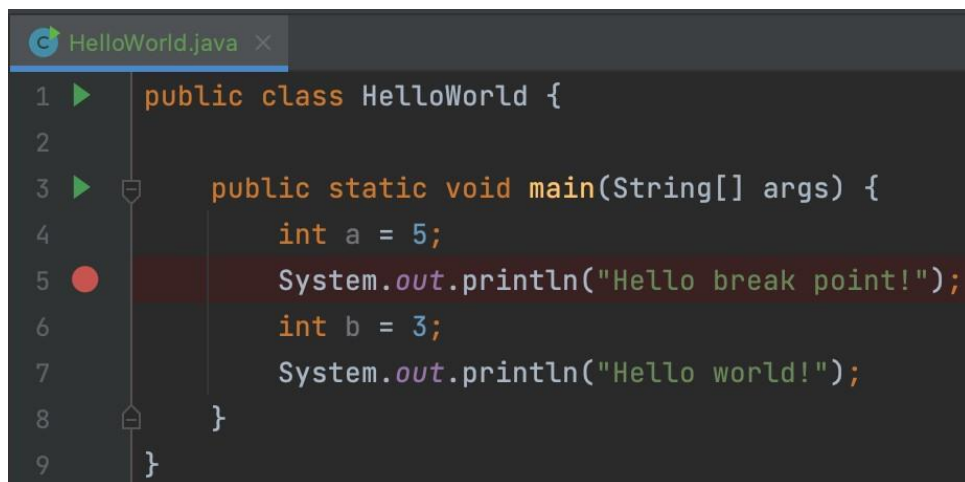 HelloWorld.java
1 public class HelloWorld {
2
3 public static void main(String[] args) {
4 int a = 5;
5 System.out.println("Hello break point!");
6 int b = 3;
7 System.out.println("Hello world!");
8 }
9 }